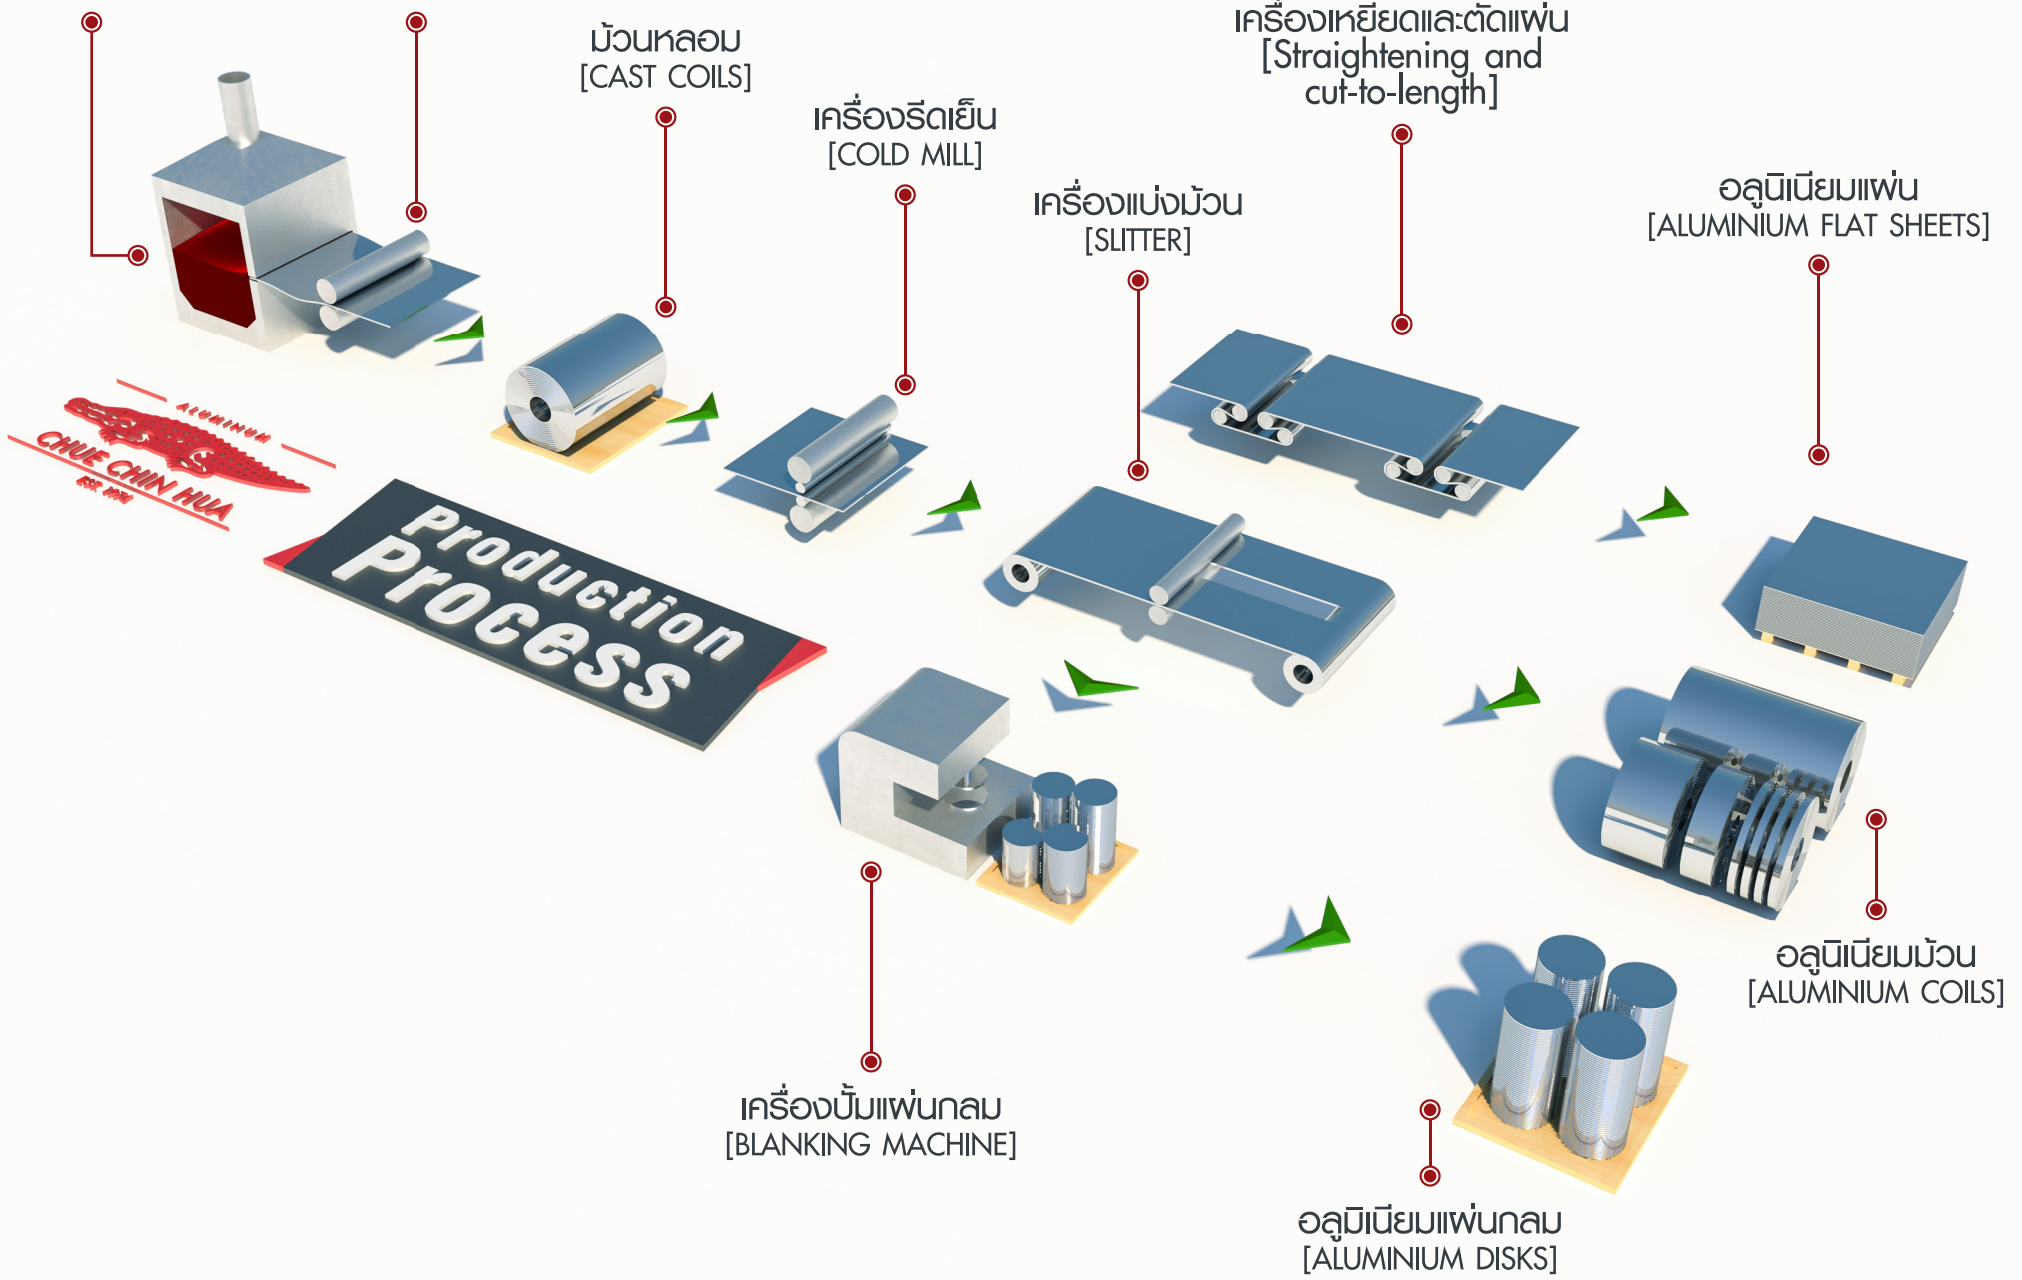 ม้วนหลอม
[CAST COILS]
เครื่องรีดเย็น
[COLD MILL]
เครื่องแบ่งม้วน
[SLITTER]
เครื่องเหยียดและตัดแผ่น
[Straightening and
cut-to-length]
อลูนิเนียมแผ่น
[ALUMINIUM FLAT SHEETS]
ALUMINUM
CHUE CHIN HUA
EST.
Production
Process
เครื่องปั้มแผ่นกลม
[BLANKING MACHINE]
อลูนิเนียมม้วน
[ALUMINIUM COILS]
อลูมิเนียมแผ่นกลม
[ALUMINIUM DISKS]